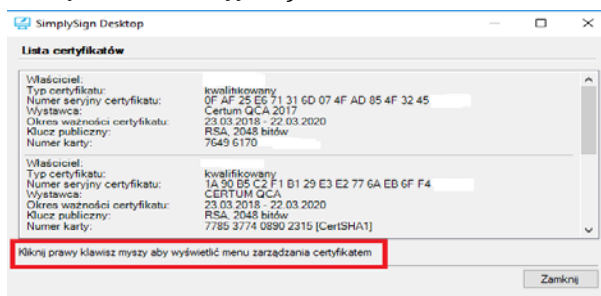 SimplySign Desktop
Lista certyfikatów
Właściciel:
Typ certyfikatu: kwalifikowany
Numer seryjny certyfikatu: 0F AF 25 E6 71 31 6D 07 4F AD 85 4F 32 45
Wystawca: Certum QCA 2017
Okres ważności certyfikatu: 23.03.2018 - 22.03.2020
Klucz publiczny: RSA, 2048 bitów
Numer karty: 7649 6170
Właściciel:
Typ certyfikatu: kwalifikowany
Numer seryjny certyfikatu: 1A 90 B5 C2 F1 B1 29 E3 E2 77 6A EB 6F F4
Wystawca: CERTUM QCA
Okres ważności certyfikatu: 23.03.2018 - 22.03.2020
Klucz publiczny: RSA, 2048 bitów
Numer karty: 7785 3774 0890 2315 [CertSHA1]
Kliknij prawy klawisz myszy aby wyświetlić menu zarządzania certyfikatem
Zamknij